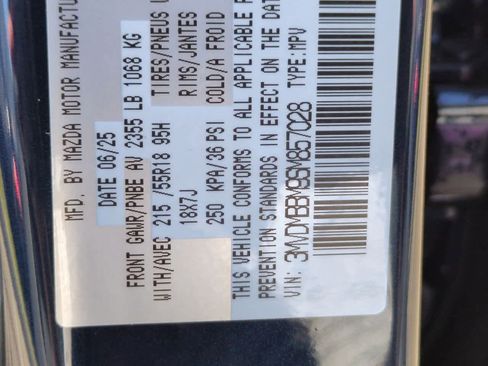 MFD. BY MAZDA MOTOR MANUFACTUR
DATE 06/25
FRONT GAWR/PNBE AV 2355 LB 1068 KG
WITH/AVEC 215/55R18 95H TIRES/PNEUS
18X7J RIMS/JANTES
250 KPA/36 PSI COLD/A FROID
THIS VEHICLE CONFORMS TO ALL APPLICABLE F
PREVENTION STANDARDS IN EFFECT ON THE DAT
VIN: 3MVDMBBM9SM857028 TYPE:MPV